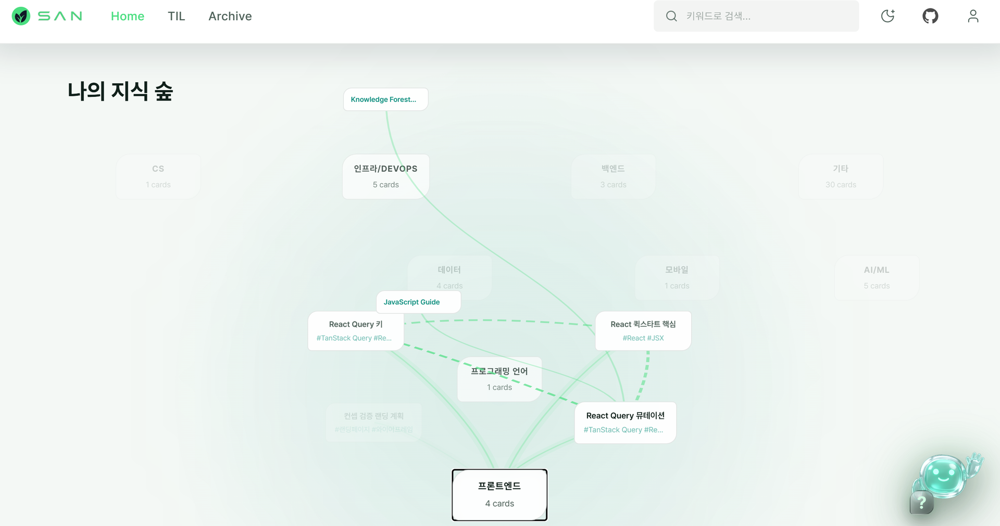 SAN
Home
TIL
Archive
키워드로 검색...
나의 지식 숲
Knowledge Forest...
CS
1 cards
인프라/DEVOPS
5 cards
백엔드
3 cards
기타
30 cards
데이터
4 cards
모바일
1 cards
AI/ML
5 cards
JavaScript Guide
React Query 키
#TanStack Query #Re...
React 퀵스타트 핵심
#React #JSX
프로그래밍 언어
1 cards
컨셉 검증 랜딩 계획
#랜딩페이지 #와이어프레임
React Query 뮤테이션
#TanStack Query #Re...
프론트엔드
4 cards
?